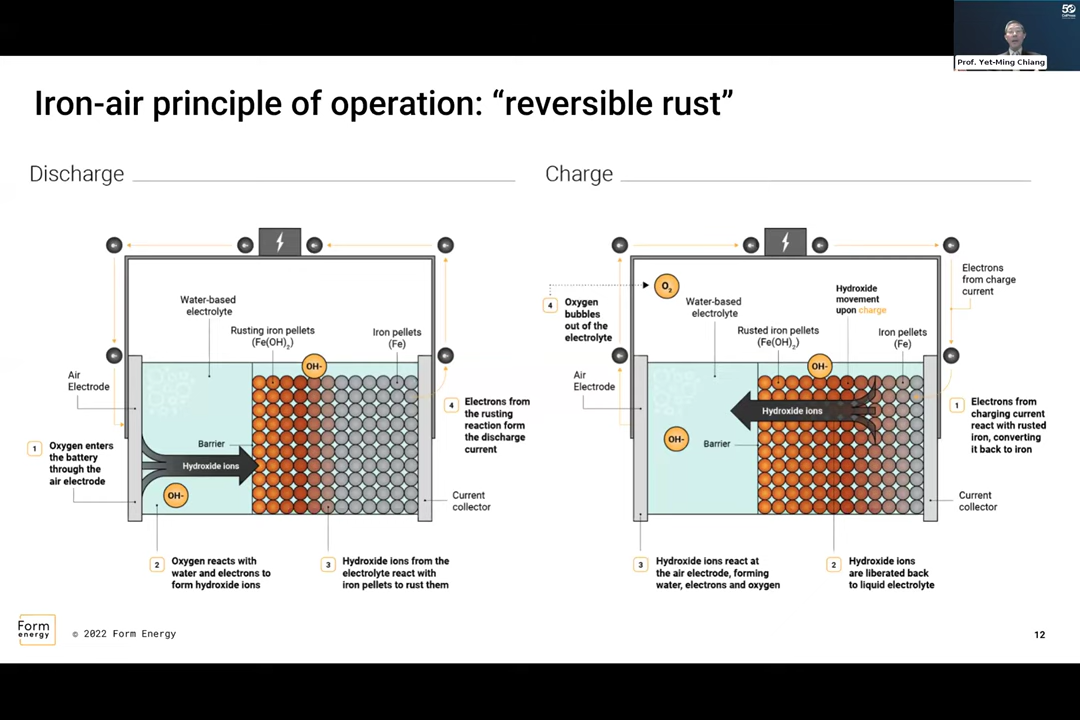 50
Prof. Yet-Ming Chiang
Iron-air principle of operation: “reversible rust”
Discharge
Water-based
electrolyte
Rusting iron pellets
(Fe(OH)2)
Iron pellets
(Fe)
OH-
Air
Electrode
1
Oxygen enters
the battery
through the
air electrode
Barrier
Hydroxide ions
OH-
4
Electrons from
the rusting
reaction form
the discharge
current
Current
collector
2
Oxygen reacts with
water and electrons to
form hydroxide ions
3
Hydroxide ions from the
electrolyte react with
iron pellets to rust them
Charge
O2
4
Oxygen
bubbles
out of the
electrolyte
Water-based
electrolyte
Hydroxide
movement
upon charge
Electrons
from charge
current
Rusted iron pellets
(Fe(OH)2)
Iron pellets
(Fe)
OH-
Air
Electrode
Hydroxide ions
OH-
Barrier
1
Electrons from
charging current
react with rusted
iron, converting
it back to iron
Current
collector
3
Hydroxide ions react at
the air electrode, forming
water, electrons and oxygen
2
Hydroxide ions
are liberated back
to liquid electrolyte
Form
energy
© 2022 Form Energy
12